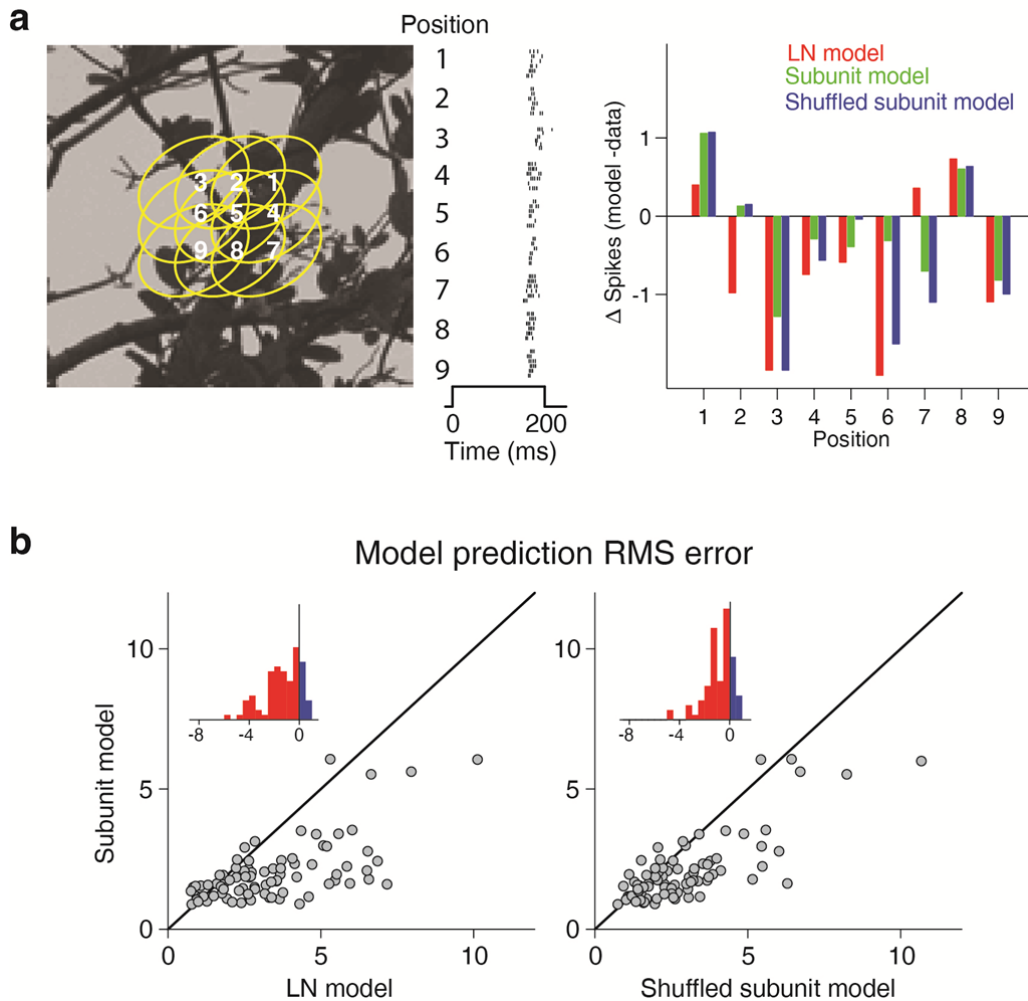 a
Position
1
2
3
4
5
6
7
8
9
3 2 1
6 5 4
9 8 7
0 200
Time (ms)
LN model
Subunit model
Shuffled subunit model
Δ Spikes (model -data)
1
0
-1
1 2 3 4 5 6 7 8 9
Position
b
Model prediction RMS error
Subunit model
10
5
0
-8 -4 0
0 5 10
LN model
10
5
0
-8 -4 0
0 5 10
Shuffled subunit model